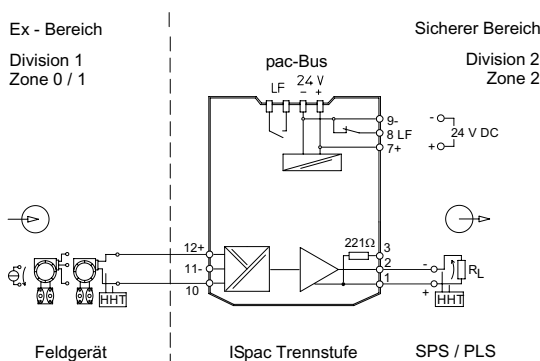 Ex - Bereich
Sicherer Bereich
Division 1
Zone 0 / 1
pac-Bus
Division 2
Zone 2
LF 24 V
- +
9-
8 LF
7+
-
24 V DC
+
12+
11-
10
221Ω
3
2
1
-
+
RL
HHT
HHT
Feldgerät
ISpac Trennstufe
SPS / PLS